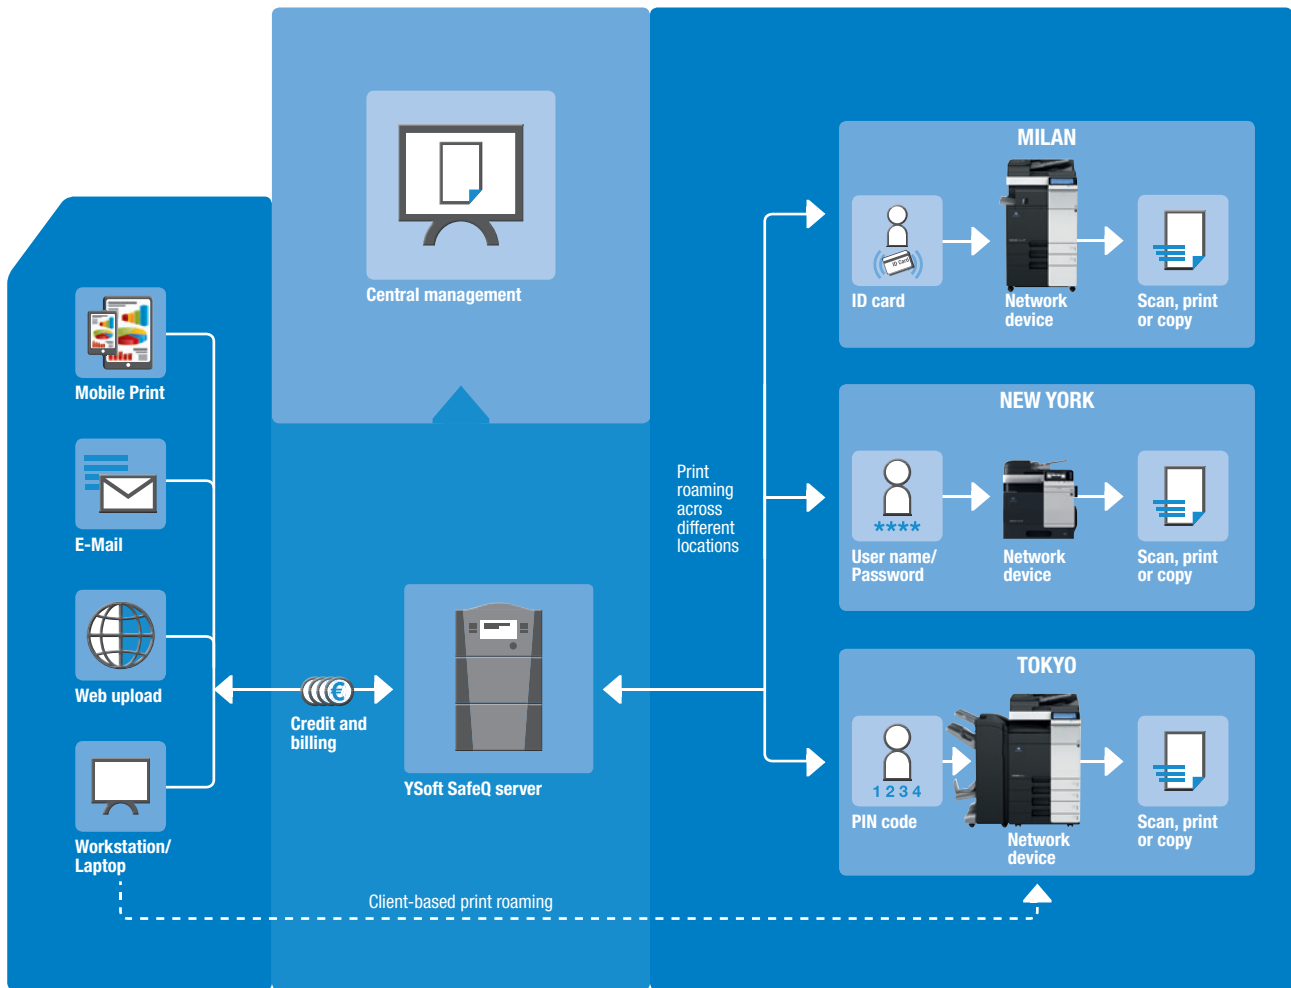 Central management
Mobile Print
E-Mail
Web upload
Workstation/
Laptop
Credit and
billing
€
YSoft SafeQ server
Print
roaming
across
different
locations
Client-based print roaming
MILAN
ID Card
ID card
Network
device
Scan, print
or copy
NEW YORK
****
User name/
Password
Network
device
Scan, print
or copy
TOKYO
1 2 3 4
PIN code
Network
device
Scan, print
or copy